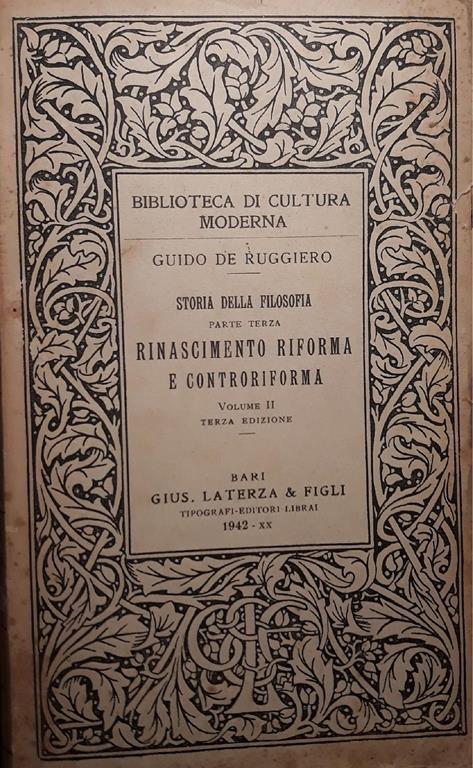 BIBLIOTECA DI CULTURA
MODERNA
GUIDO DE RUGGIERO
STORIA DELLA FILOSOFIA
PARTE TERZA
RINASCIMENTO RIFORMA
E CONTRORIFORMA
VOLUME II
TERZA EDIZIONE
BARI
GIUS. LATERZA & FIGLI
TIPOGRAFI-EDITORI LIBRAI
1942-XX